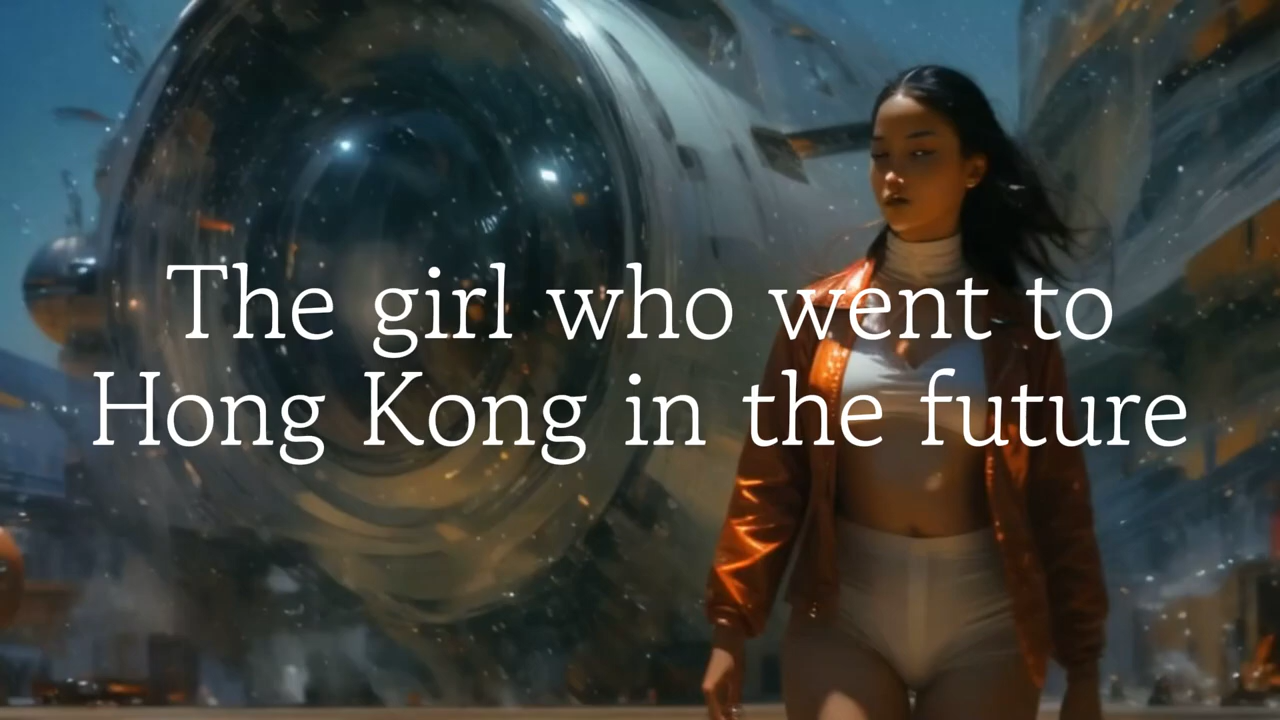 The girl who went to
Hong Kong in the future